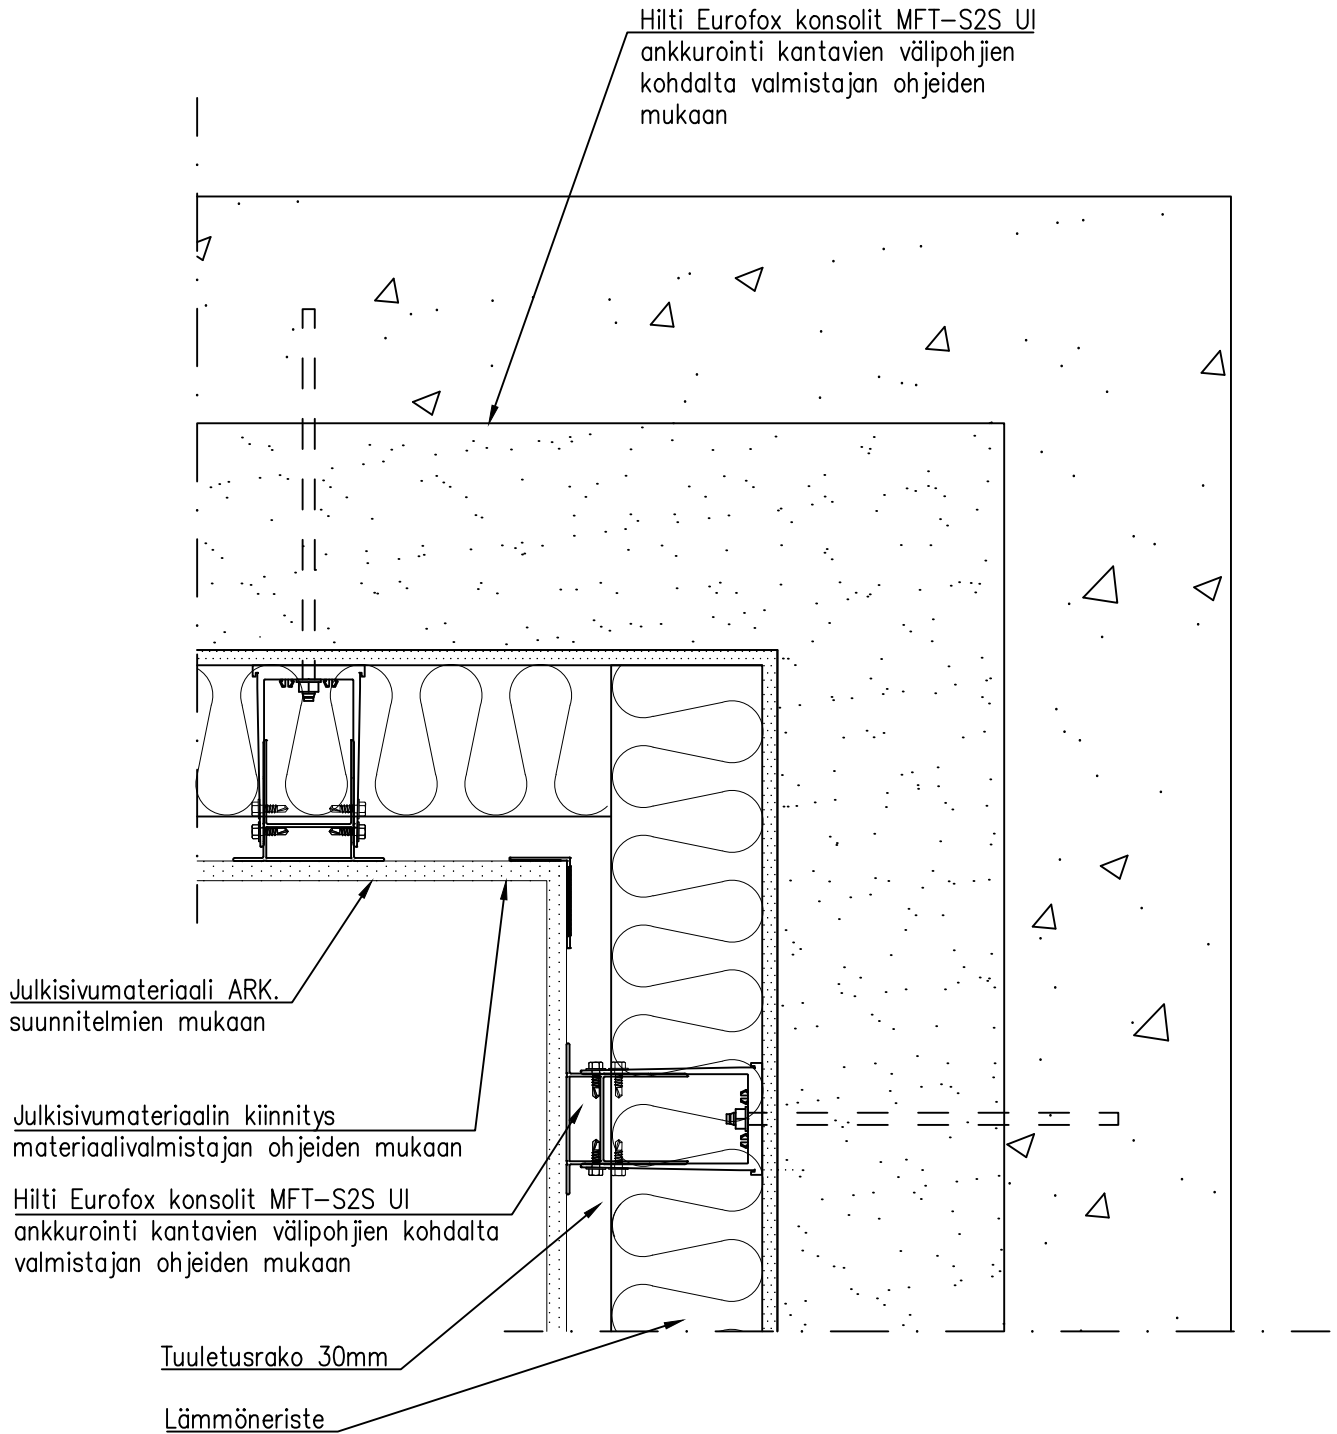 Hilti Eurofox konsolit MFT-S2S UI
ankkurointi kantavien välipohjien
kohdalta valmistajan ohjeiden
mukaan
Julkisivumateriaali ARK.
suunnitelmien mukaan
Julkisivumateriaalin kiinnitys
materiaalivalmistajan ohjeiden mukaan
Hilti Eurofox konsolit MFT-S2S UI
ankkurointi kantavien välipohjien kohdalta
valmistajan ohjeiden mukaan
Tuuletusrako 30mm
Lämmöneriste